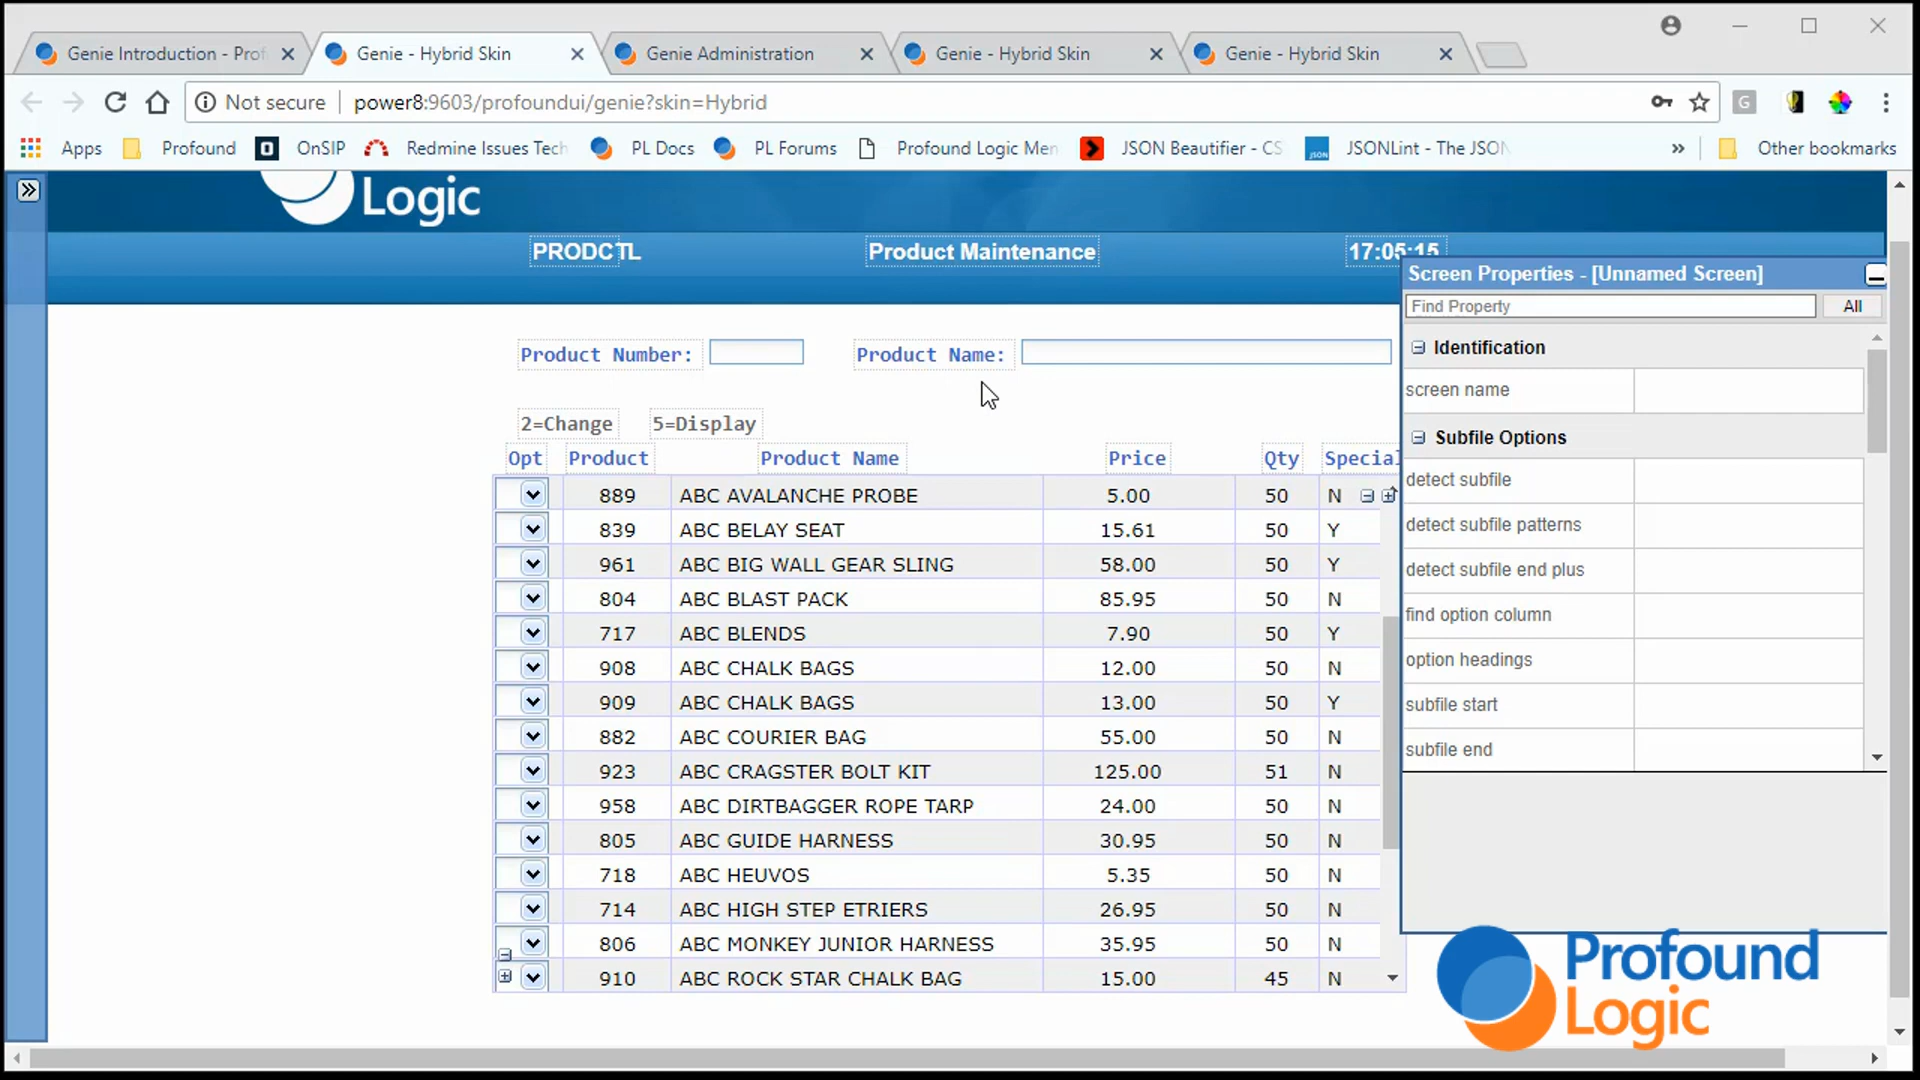 Genie Introduction - Prof
Genie - Hybrid Skin
Genie Administration
Genie - Hybrid Skin
Genie - Hybrid Skin
Not secure
power8:9603/profoundui/genie?skin=Hybrid
G
Apps
Profound
OnSIP
Redmine Issues Tech
PL Docs
PL Forums
Profound Logic Mem
JSON Beautifier - CS
JSON
JSONLint - The JSON
»
Other bookmarks
Logic
PRODCTL
Product Maintenance
17:05:15
Screen Properties - [Unnamed Screen]
Find Property
All
Identification
screen name
Subfile Options
detect subfile
detect subfile patterns
detect subfile end plus
find option column
option headings
subfile start
subfile end
Product Number:
Product Name:
2=Change
5=Display
Opt Product Product Name Price Qty Special
889 ABC AVALANCHE PROBE 5.00 50 N
839 ABC BELAY SEAT 15.61 50 Y
961 ABC BIG WALL GEAR SLING 58.00 50 Y
804 ABC BLAST PACK 85.95 50 N
717 ABC BLENDS 7.90 50 Y
908 ABC CHALK BAGS 12.00 50 N
909 ABC CHALK BAGS 13.00 50 Y
882 ABC COURIER BAG 55.00 50 N
923 ABC CRAGSTER BOLT KIT 125.00 51 N
958 ABC DIRTBAGGER ROPE TARP 24.00 50 N
805 ABC GUIDE HARNESS 30.95 50 N
718 ABC HEUVOS 5.35 50 N
714 ABC HIGH STEP ETRIERS 26.95 50 N
806 ABC MONKEY JUNIOR HARNESS 35.95 50 N
910 ABC ROCK STAR CHALK BAG 15.00 45 N
Profound
Logic